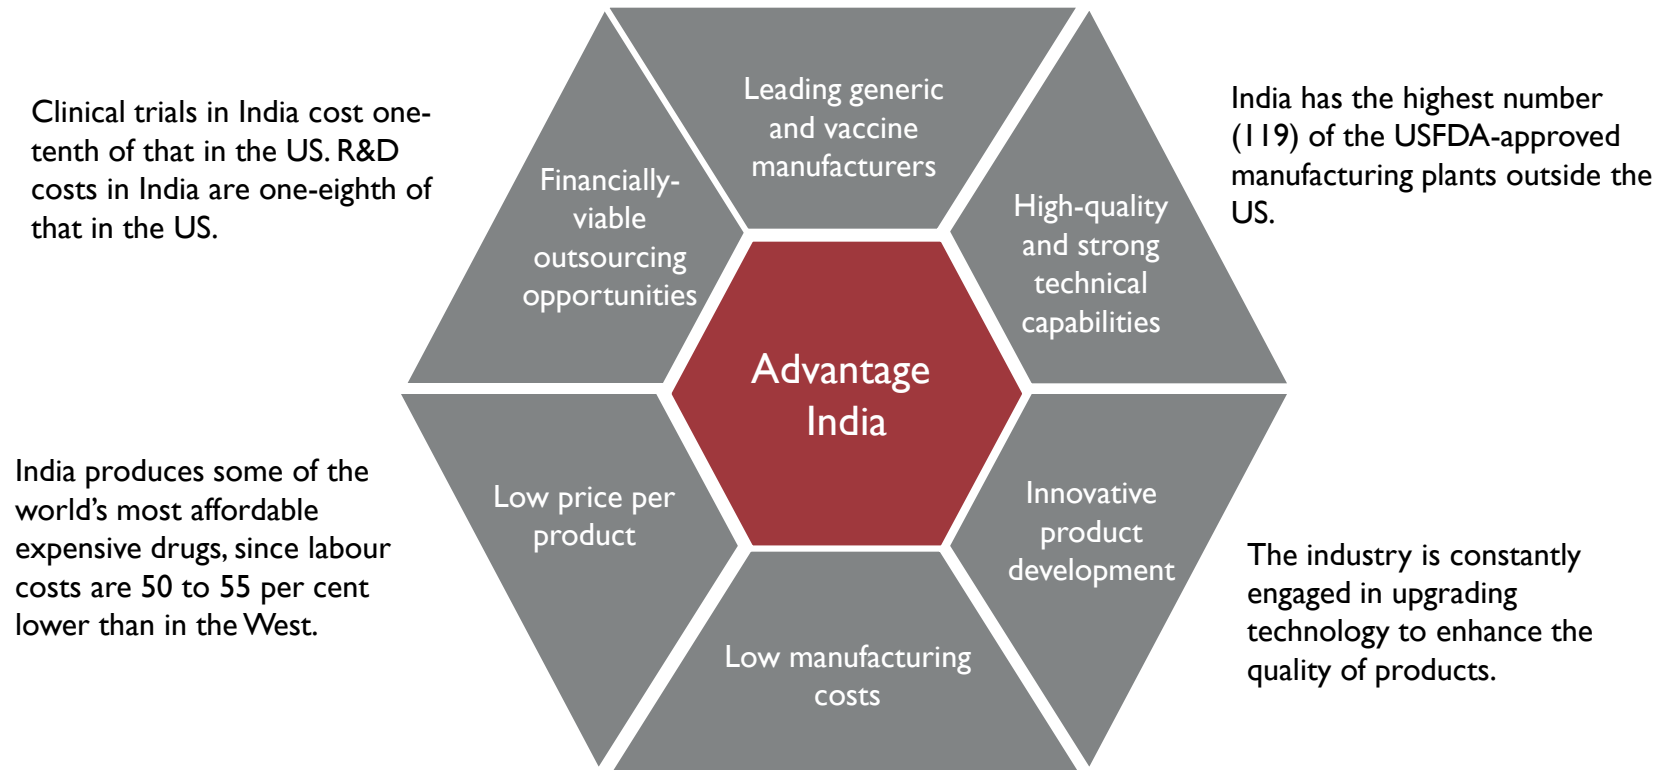 Clinical trials in India cost one-
tenth of that in the US. R&D
costs in India are one-eighth of
that in the US.
Financially-
viable
outsourcing
opportunities
Leading generic
and vaccine
manufacturers
High-quality
and strong
technical
capabilities
India has the highest number
(119) of the USFDA-approved
manufacturing plants outside the
US.
Advantage
India
India produces some of the
world’s most affordable
expensive drugs, since labour
costs are 50 to 55 per cent
lower than in the West.
Low price per
product
Low manufacturing
costs
Innovative
product
development
The industry is constantly
engaged in upgrading
technology to enhance the
quality of products.